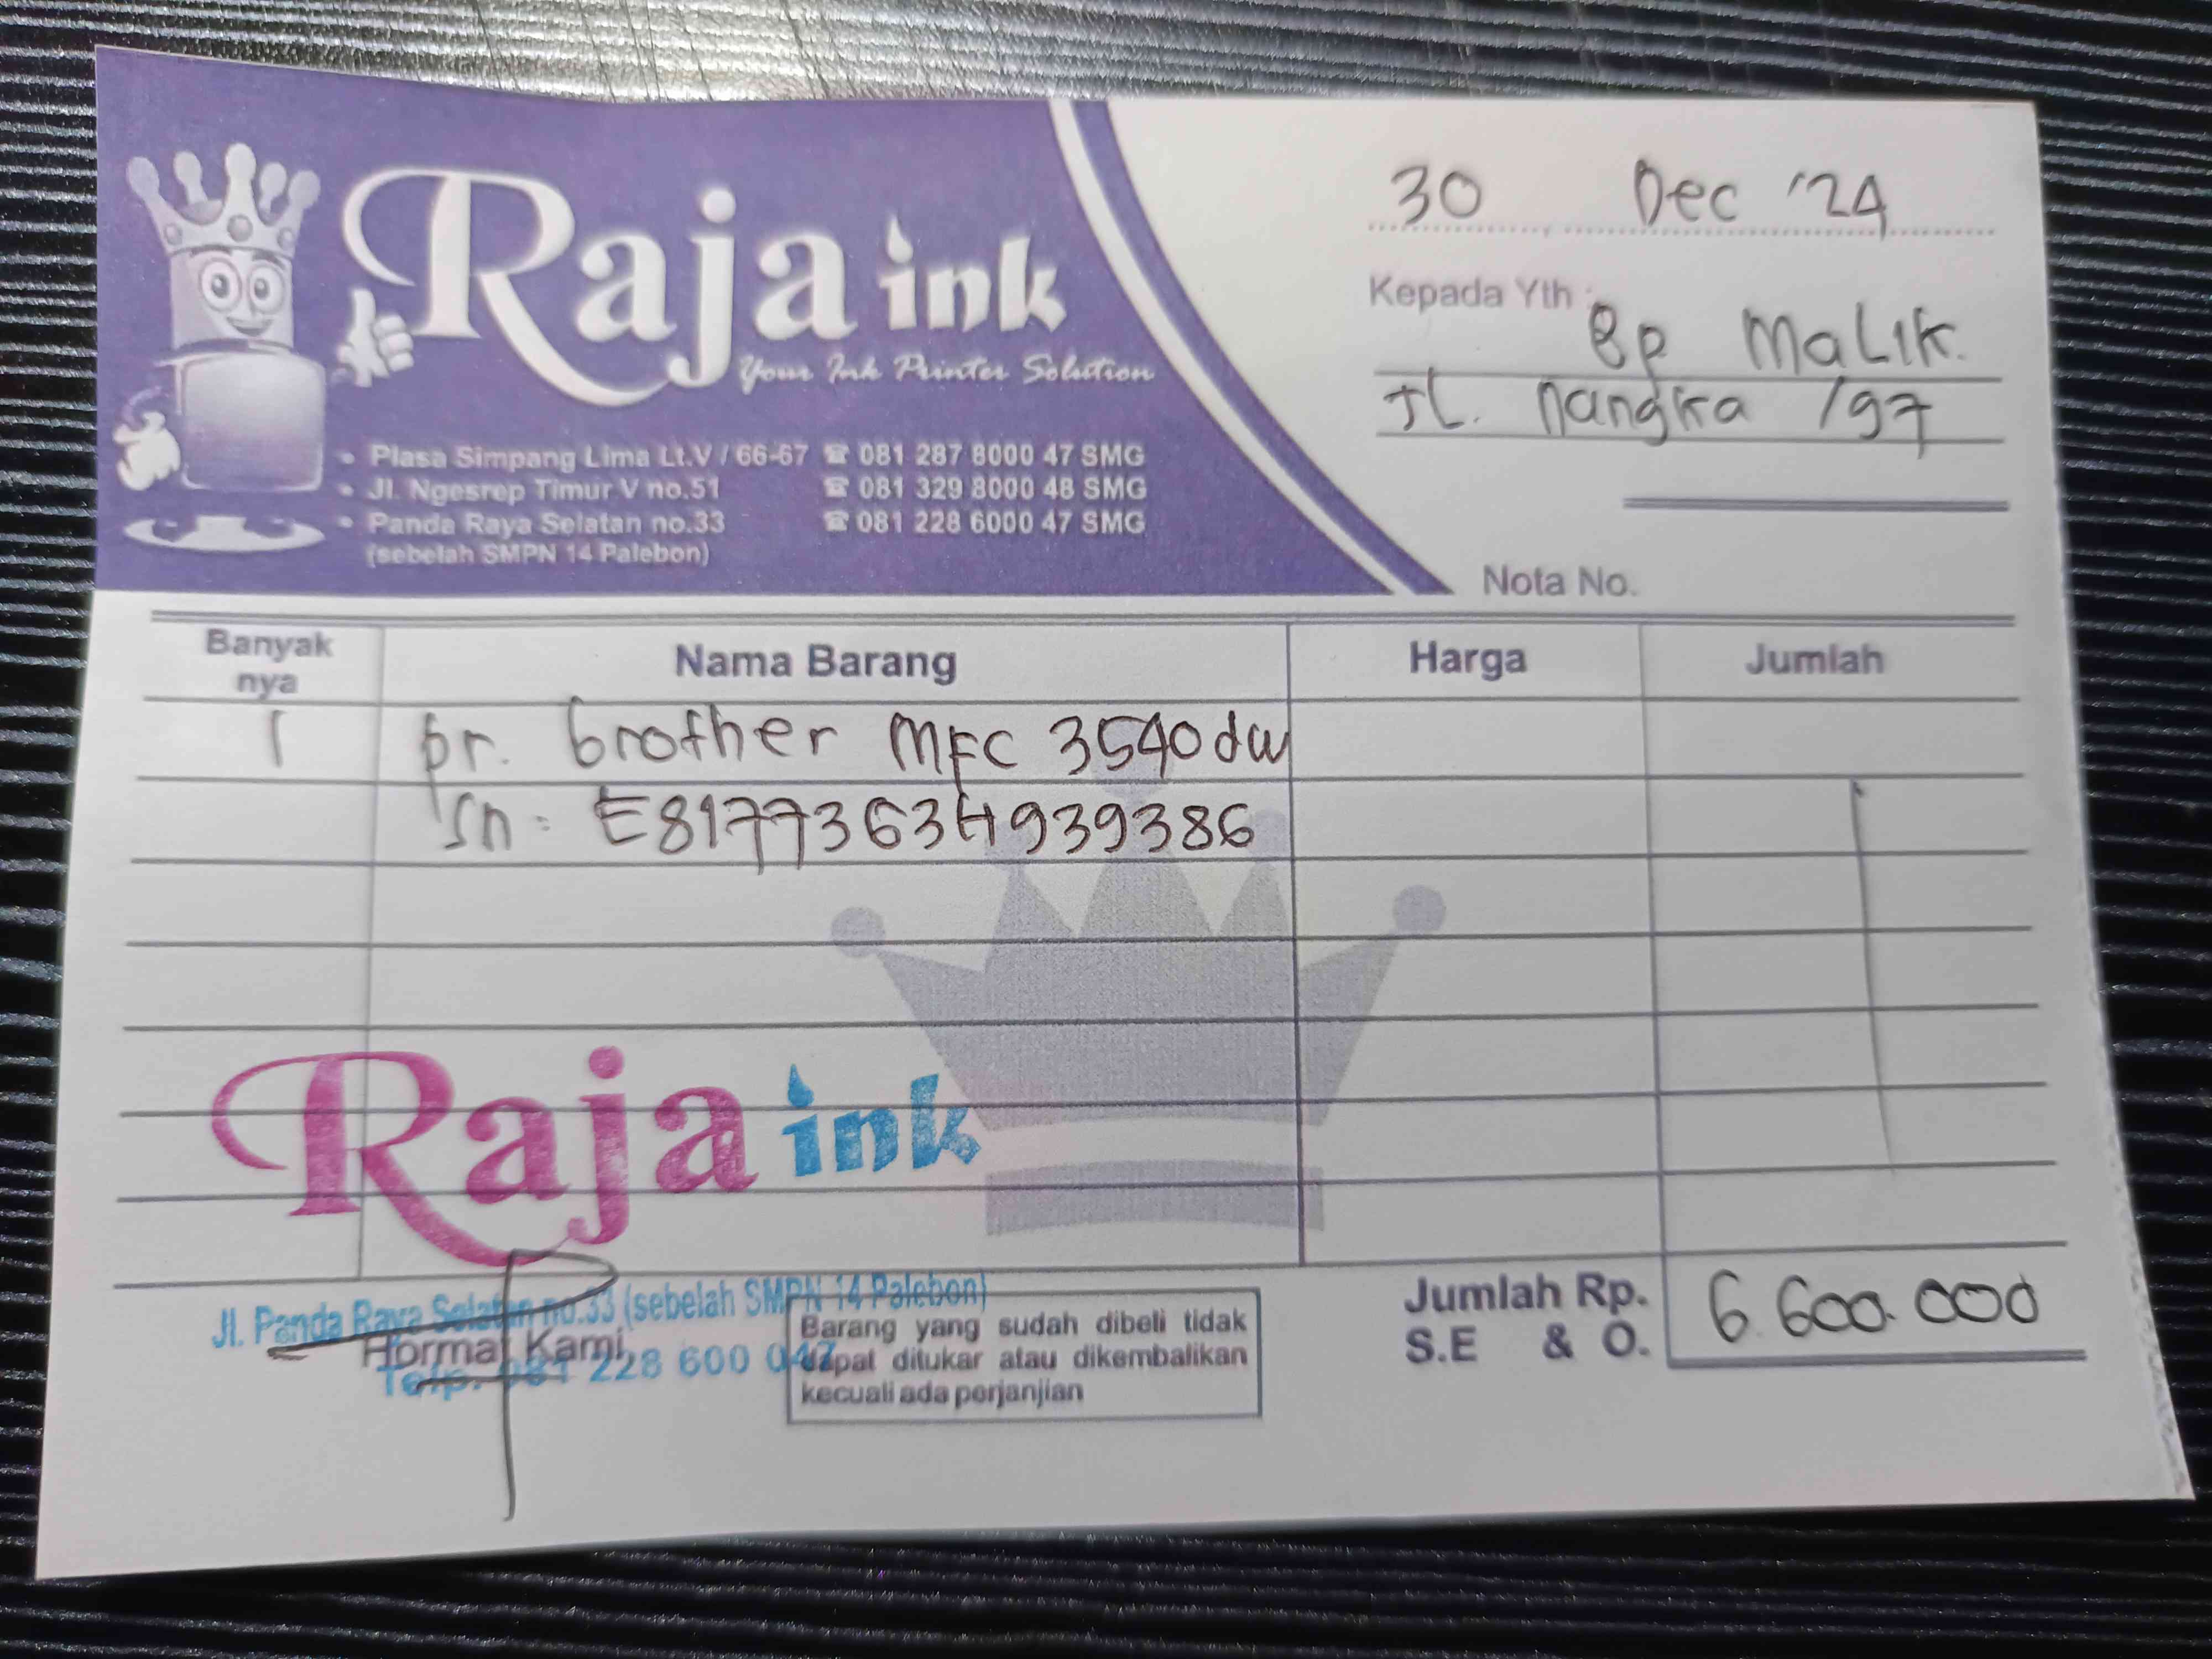 Raja ink
Your Ink Printer Solution
• Plasa Simpang Lima Lt.V / 66-67 ☎ 081 287 8000 47 SMG
• Jl. Ngesrep Timur V no.51 ☎ 081 329 8000 48 SMG
• Panda Raya Selatan no.33 ☎ 081 228 6000 47 SMG
(sebelah SMPN 14 Palebon)
30 Dec '24
Kepada Yth :
Bp Malik.
Jl. nangka /97
Nota No.
Banyak nya Nama Barang Harga Jumlah
1 pr. brother MFC 3540dw
sn: E81773634939386
Raja ink
Jl. Panda Raya Selatan no.33 (sebelah SMPN 14 Palebon)
Hormat Kami,
Telp. 081 228 600 047
Barang yang sudah dibeli tidak
dapat ditukar atau dikembalikan
kecuali ada perjanjian
Jumlah Rp. 6.600.000
S.E & O.